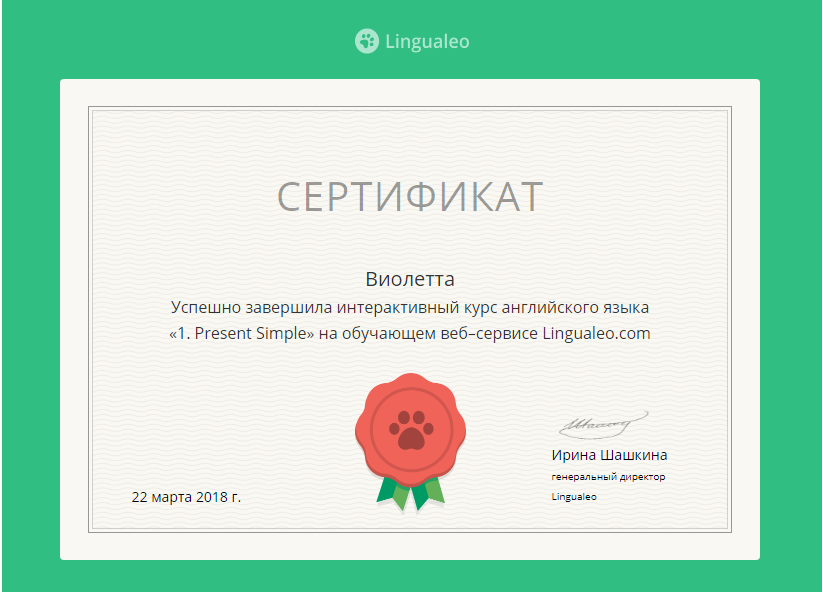 Lingualeo
СЕРТИФИКАТ
Виолетта
Успешно завершила интерактивный курс английского языка
«1. Present Simple» на обучающем веб–сервисе Lingualeo.com
Ирина Шашкина
генеральный директор
Lingualeo
22 марта 2018 г.